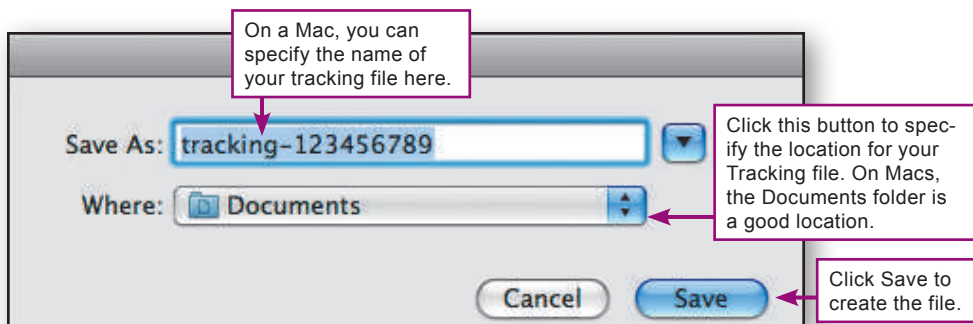 On a Mac, you can
specify the name of
your tracking file here.
Save As: tracking-123456789
Click this button to spec-
ify the location for your
Tracking file. On Macs,
the Documents folder is
a good location.
Where: Documents
Cancel Save
Click Save to
create the file.